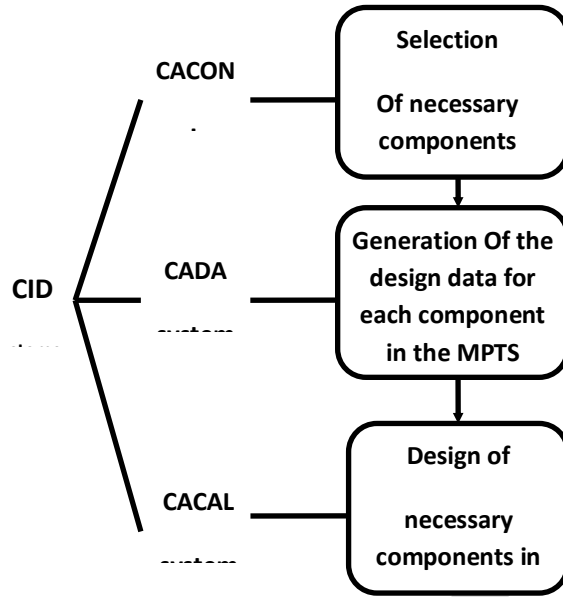 Selection
CACON
Of necessary
components
Generation Of the
design data for
each component
in the MPTS
CADA
CID
Design of
CACAL
necessary
components in